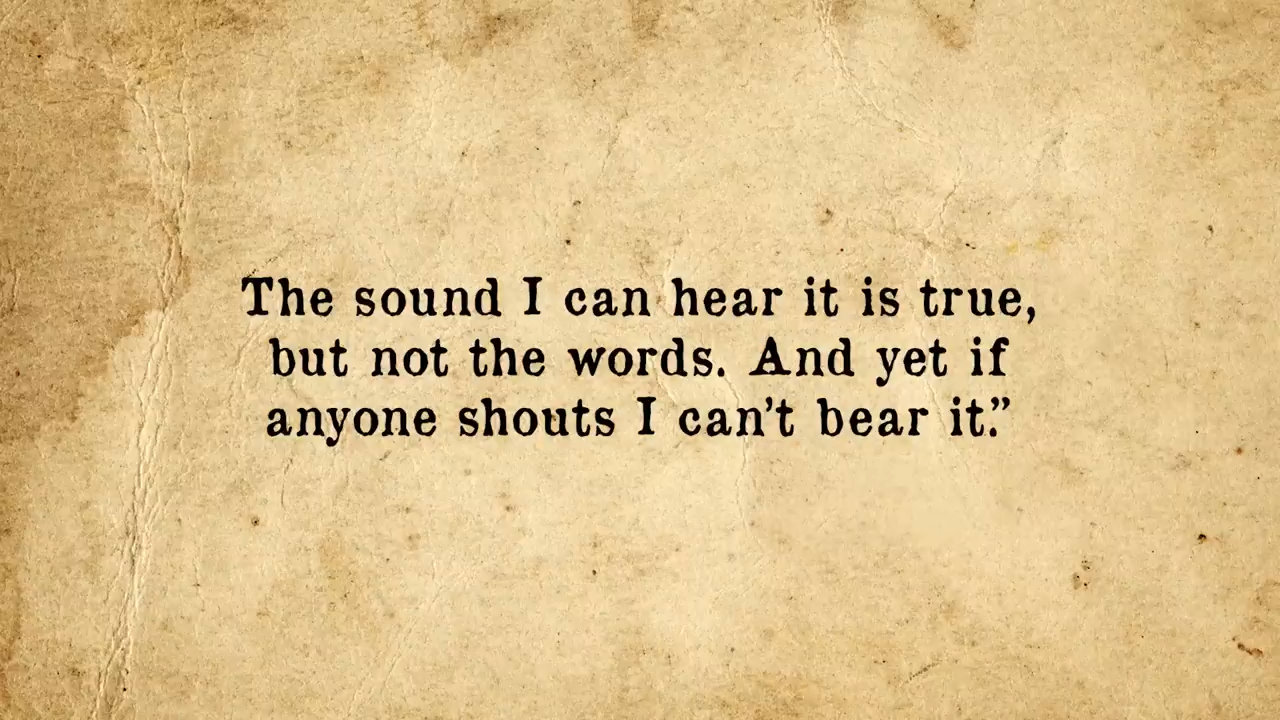 The sound I can hear it is true,
but not the words. And yet if
anyone shouts I can’t bear it.”